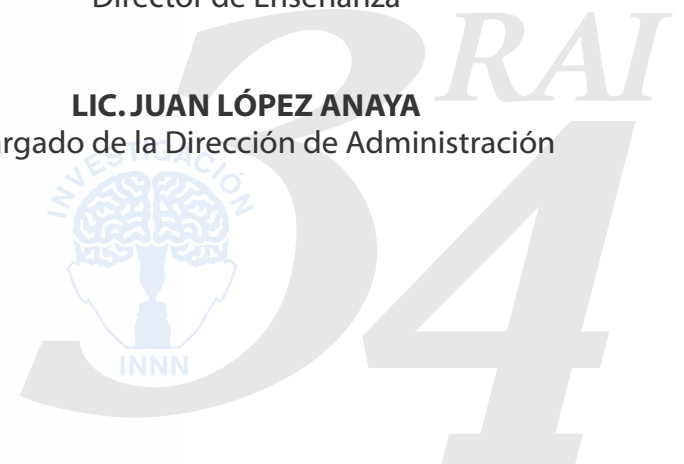 Director de Enseñanza
RAI
LIC. JUAN LÓPEZ ANAYA
rgado de la Dirección de Administración
INVESTIGACIÓN
34
INNN